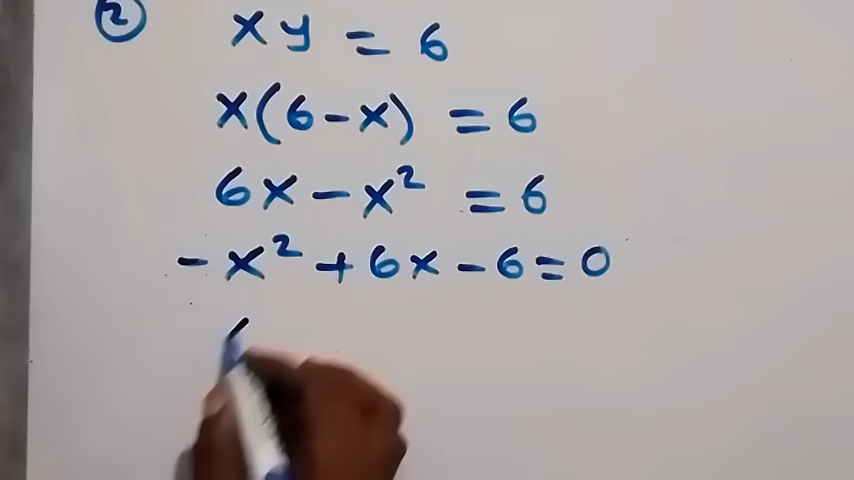 ② xy = 6
x(6-x) = 6
6x - x² = 6
- x² + 6x - 6 = 0